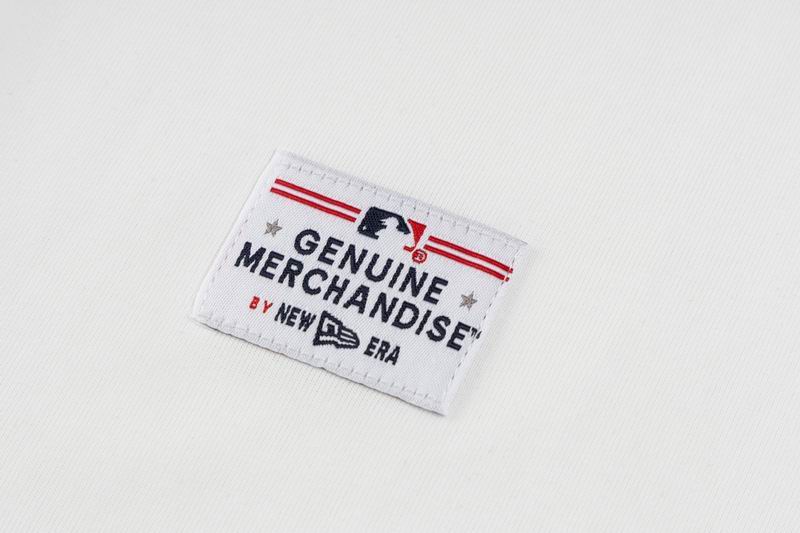 GENUINE
MERCHANDISE™
BY NEW ERA